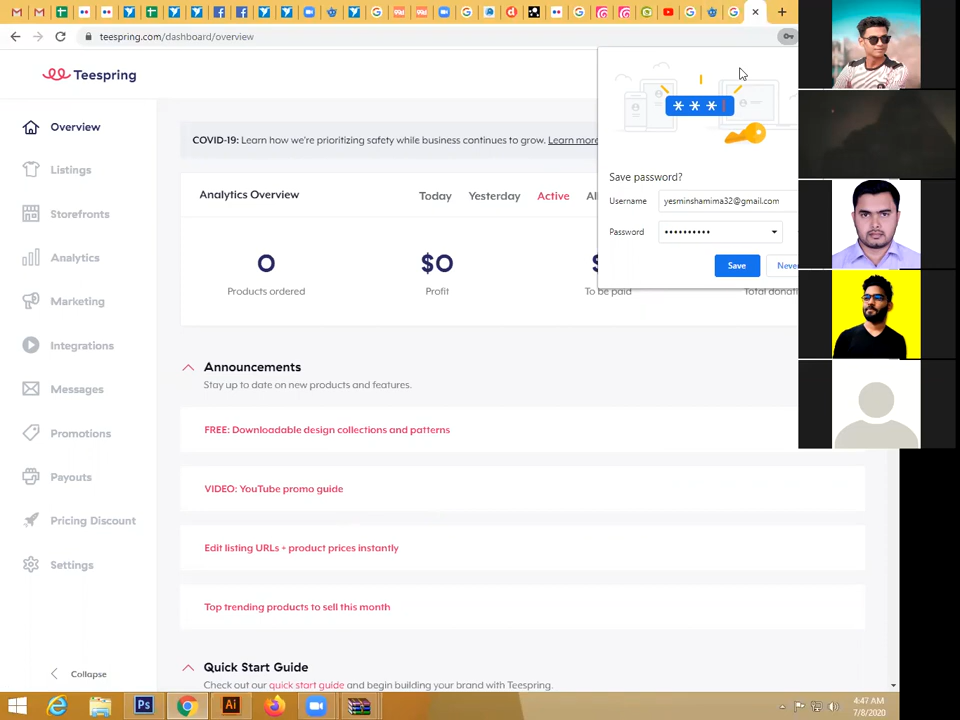 teespring.com/dashboard/overview
Teespring
Overview
Listings
Storefronts
Analytics
Marketing
Integrations
Messages
Promotions
Payouts
Pricing Discount
Settings
Collapse
COVID-19: Learn how we're prioritizing safety while business continues to grow. Learn more
Analytics Overview
Today Yesterday Active
0 $0
Products ordered Profit To be paid
Announcements
Stay up to date on new products and features.
FREE: Downloadable design collections and patterns
VIDEO: YouTube promo guide
Edit listing URLs + product prices instantly
Top trending products to sell this month
Quick Start Guide
Check out our quick start guide and begin building your brand with Teespring.
***
Save password?
Username yesminshamima32@gmail.com
Password ••••••••••
Save Never
4:47 AM
7/8/2020